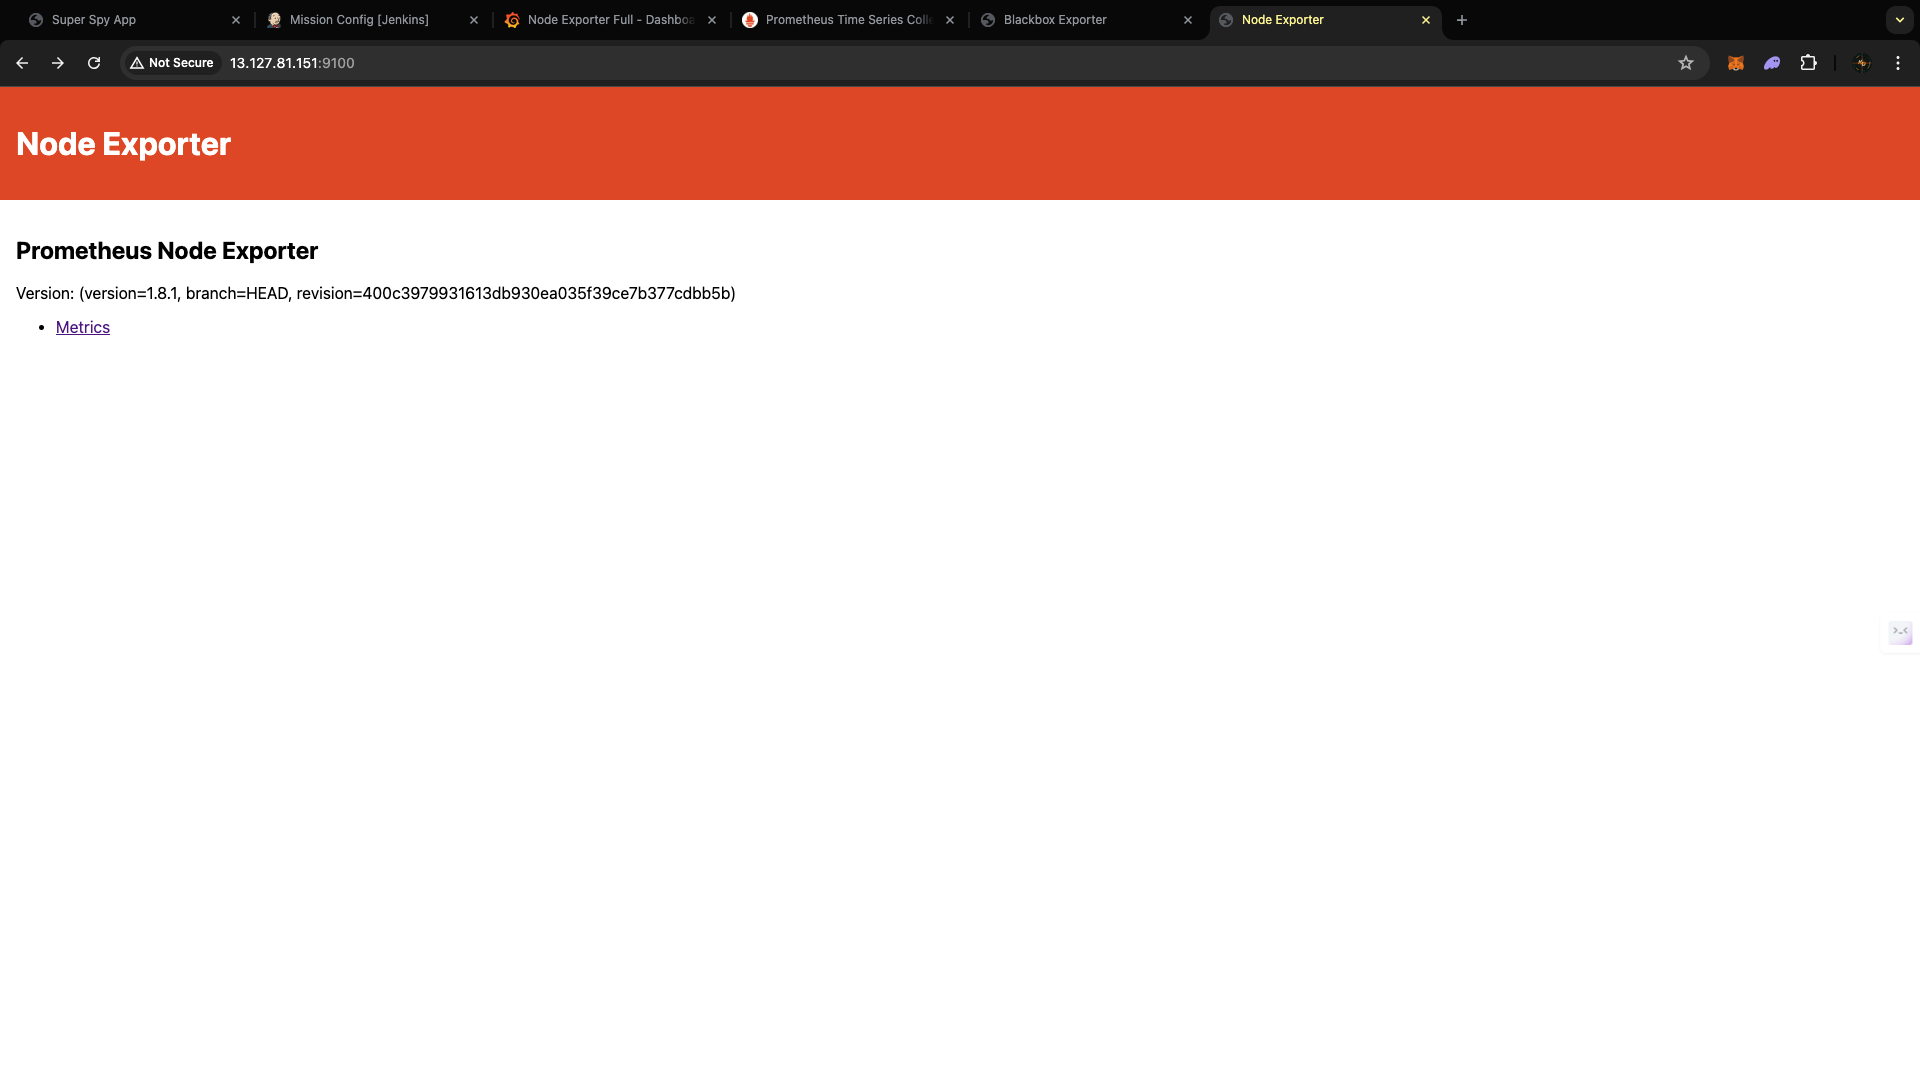 Super Spy App
Mission Config [Jenkins]
Node Exporter Full - Dashboa
Prometheus Time Series Colle
Blackbox Exporter
Node Exporter
Not Secure
13.127.81.151:9100
Node Exporter
Prometheus Node Exporter
Version: (version=1.8.1, branch=HEAD, revision=400c3979931613db930ea035f39ce7b377cdbb5b)
• Metrics